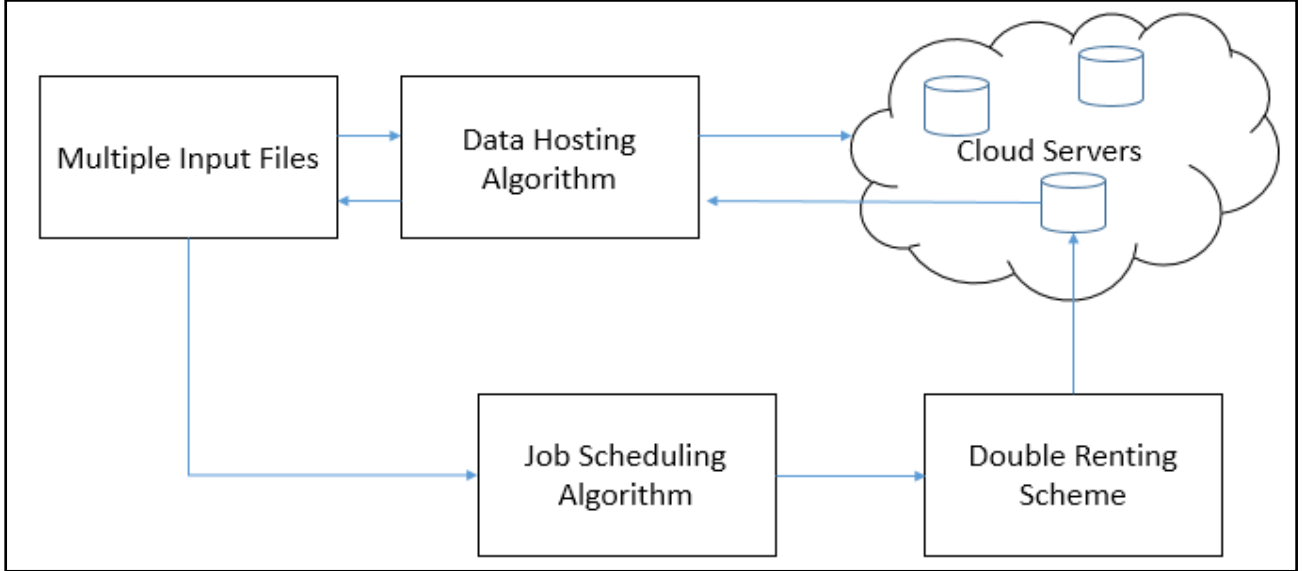 Multiple Input Files
Data Hosting
Algorithm
Cloud Servers
Job Scheduling
Algorithm
Double Renting
Scheme